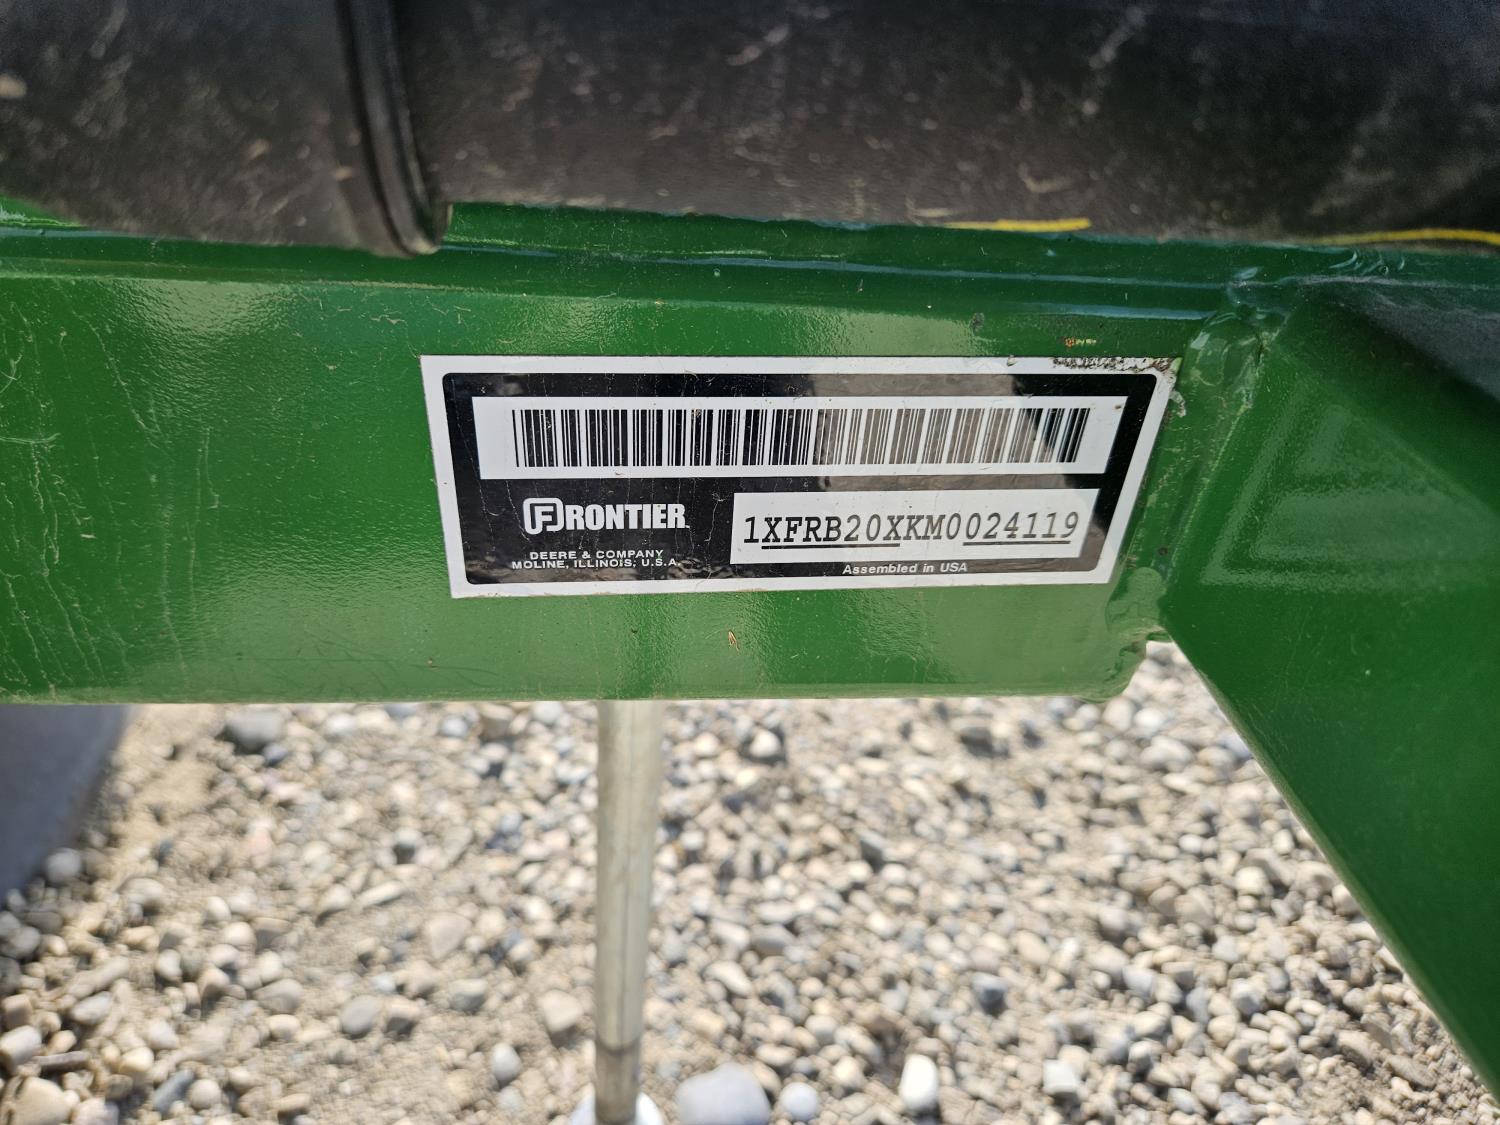 FRONTIER
DEERE & COMPANY
MOLINE, ILLINOIS, U.S.A.
1XFRB20XKM0024119
Assembled in USA